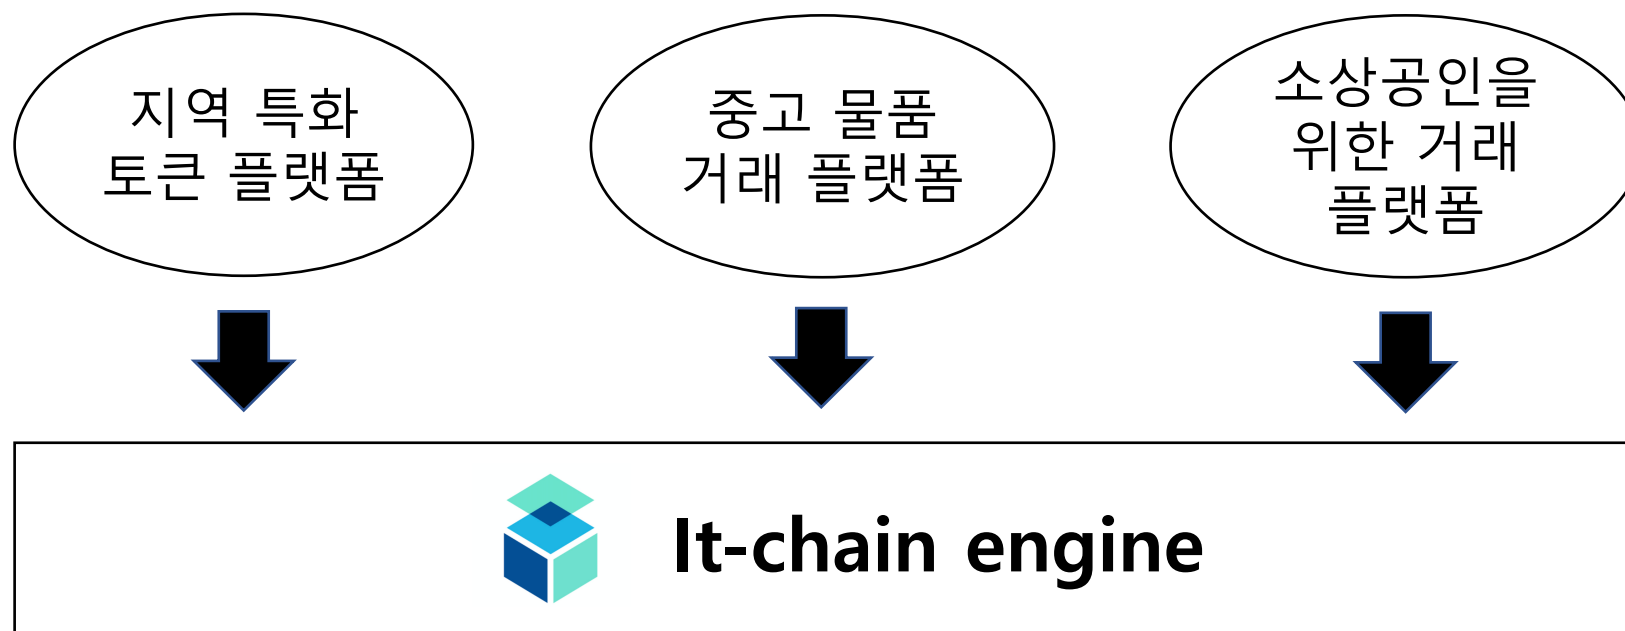 지역 특화
토큰 플랫폼
중고 물품
거래 플랫폼
소상공인을
위한 거래
플랫폼
It-chain engine